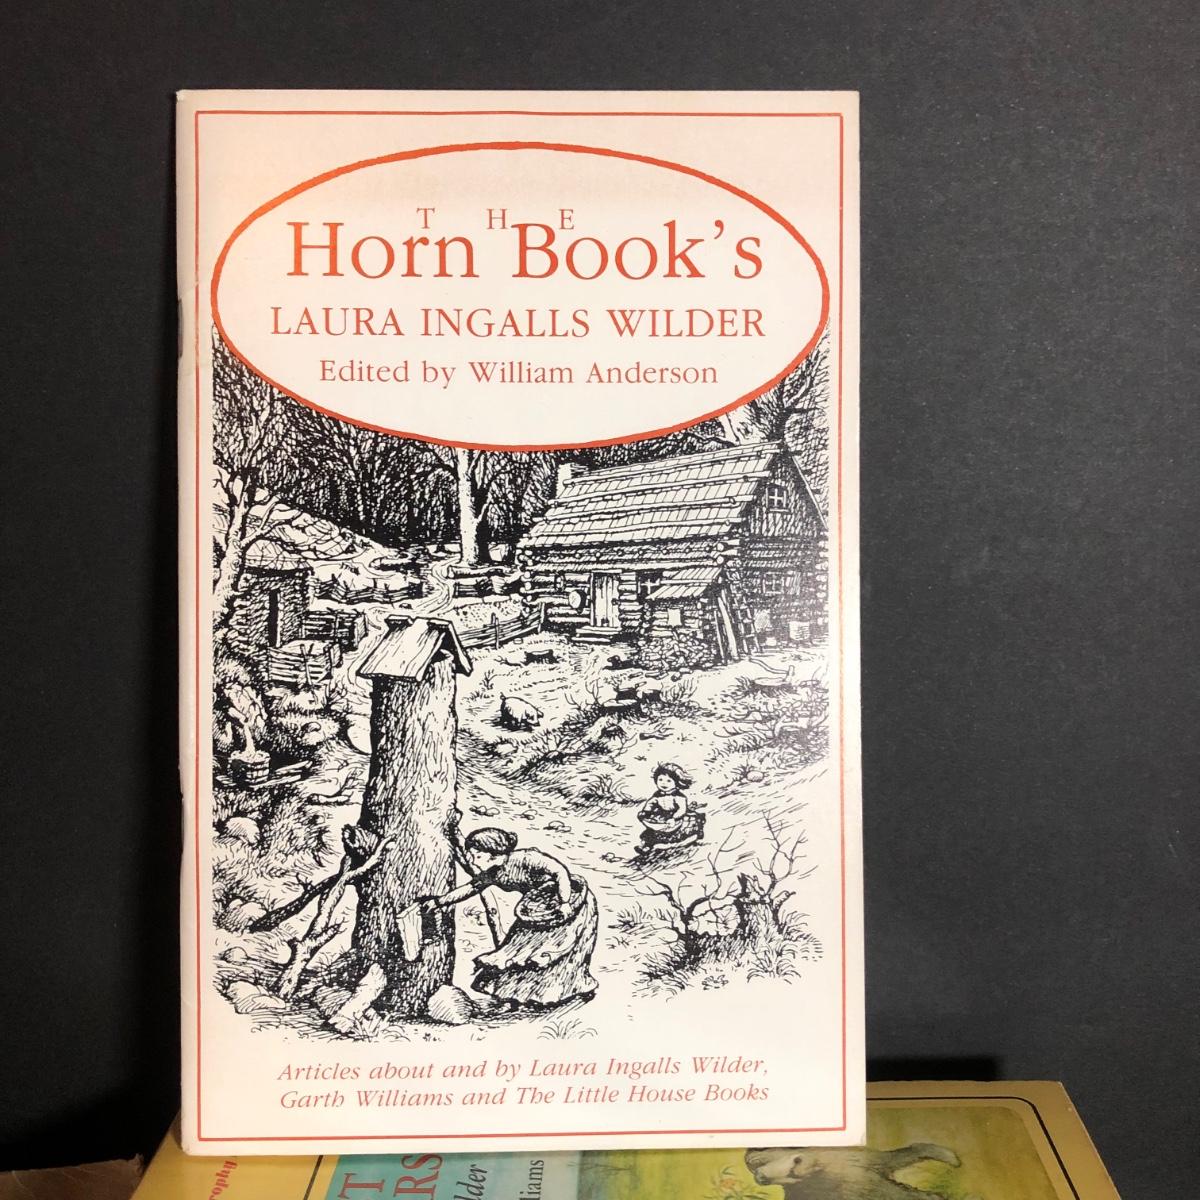 THE
Horn Book's
LAURA INGALLS WILDER
Edited by William Anderson
Articles about and by Laura Ingalls Wilder,
Garth Williams and The Little House Books